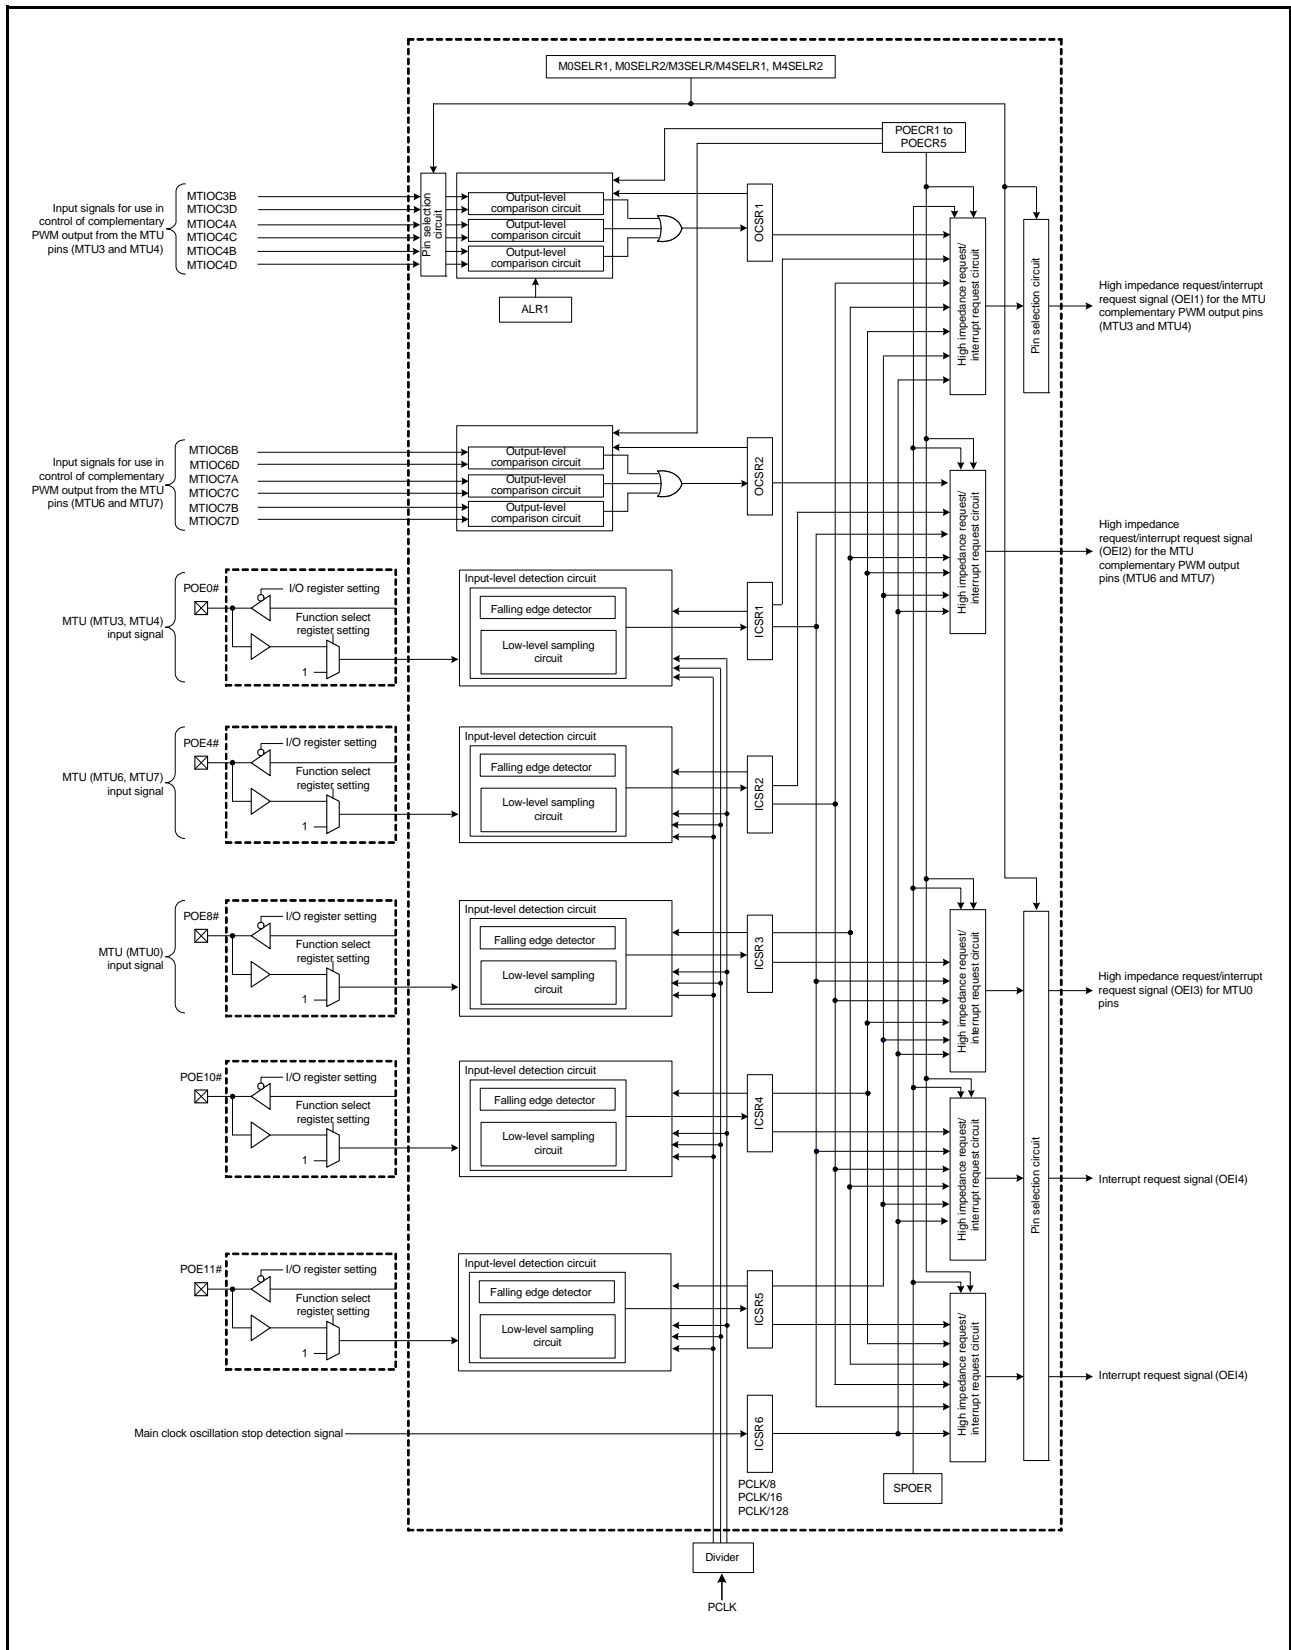 M0SELR1, M0SELR2/M3SELR/M4SELR1, M4SELR2
POECR1 to
POECR5
Input signals for use in
control of complementary
PWM output from the MTU
pins (MTU3 and MTU4)
MTIOC3B
MTIOC3D
MTIOC4A
MTIOC4C
MTIOC4B
MTIOC4D
Pin selection
circuit
Output-level
comparison circuit
Output-level
comparison circuit
Output-level
comparison circuit
ALR1
OCSR1
High impedance request/
interrupt request circuit
Pin selection circuit
High impedance request/interrupt
request signal (OEI1) for the MTU
complementary PWM output pins
(MTU3 and MTU4)
Input signals for use in
control of complementary
PWM output from the MTU
pins (MTU6 and MTU7)
MTIOC6B
MTIOC6D
MTIOC7A
MTIOC7C
MTIOC7B
MTIOC7D
Output-level
comparison circuit
Output-level
comparison circuit
Output-level
comparison circuit
OCSR2
High impedance request/
interrupt request circuit
High impedance
request/interrupt request signal
(OEI2) for the MTU
complementary PWM output
pins (MTU6 and MTU7)
MTU (MTU3, MTU4)
input signal
POE0#
I/O register setting
Function select
register setting
1
Input-level detection circuit
Falling edge detector
Low-level sampling
circuit
ICSR1
MTU (MTU6, MTU7)
input signal
POE4#
I/O register setting
Function select
register setting
1
Input-level detection circuit
Falling edge detector
Low-level sampling
circuit
ICSR2
MTU (MTU0)
input signal
POE8#
I/O register setting
Function select
register setting
1
Input-level detection circuit
Falling edge detector
Low-level sampling
circuit
ICSR3
High impedance request/
interrupt request circuit
High impedance request/interrupt
request signal (OEI3) for MTU0
pins
POE10#
I/O register setting
Function select
register setting
1
Input-level detection circuit
Falling edge detector
Low-level sampling
circuit
ICSR4
High impedance request/
interrupt request circuit
Pin selection circuit
Interrupt request signal (OEI4)
POE11#
I/O register setting
Function select
register setting
1
Input-level detection circuit
Falling edge detector
Low-level sampling
circuit
ICSR5
High impedance request/
interrupt request circuit
Interrupt request signal (OEI4)
Main clock oscillation stop detection signal
ICSR6
PCLK/8
PCLK/16
PCLK/128
SPOER
Divider
PCLK